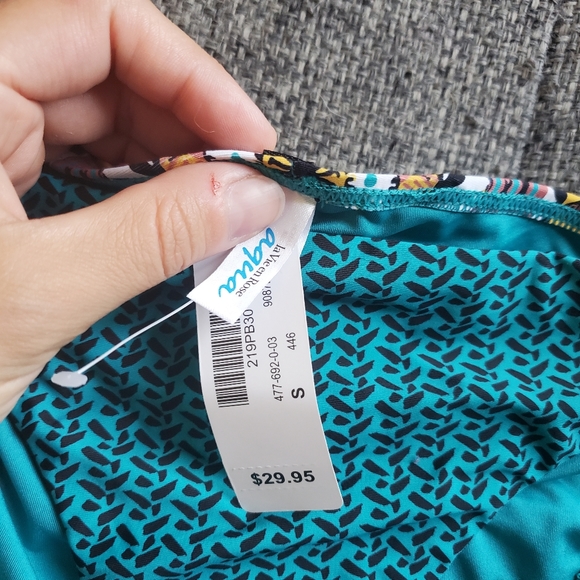 la Vie en Rose
aqua
219PB30
477-692-0-03
446
S
$29.95